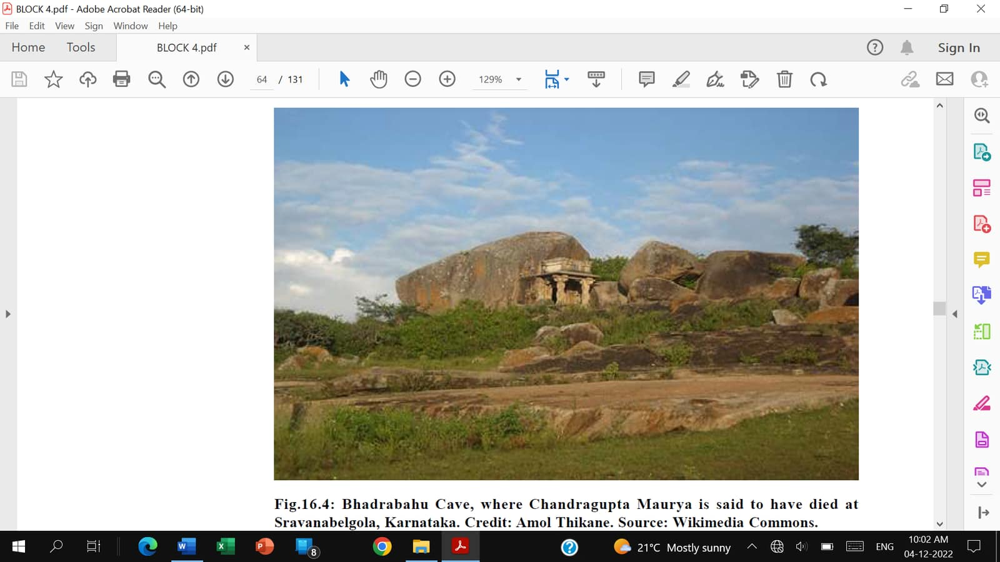 BLOCK 4.pdf - Adobe Acrobat Reader (64-bit)
File Edit View Sign Window Help
Home Tools BLOCK 4.pdf × Sign In
64 / 131 129%
Fig.16.4: Bhadrabahu Cave, where Chandragupta Maurya is said to have died at
Sravanabelgola, Karnataka. Credit: Amol Thikane. Source: Wikimedia Commons.
8 21°C Mostly sunny ENG 10:02 AM
04-12-2022